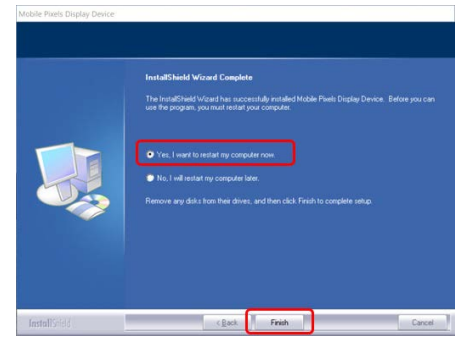 Mobile Pixels Display Device
InstallShield Wizard Complete
The InstallShield Wizard has successfully installed Mobile Pixels Display Device. Before you can
use the program, you must restart your computer.
Yes, I want to restart my computer now.
No, I will restart my computer later.
Remove any disks from their drives, and then click Finish to complete setup.
InstallShield
< Back
Finish
Cancel